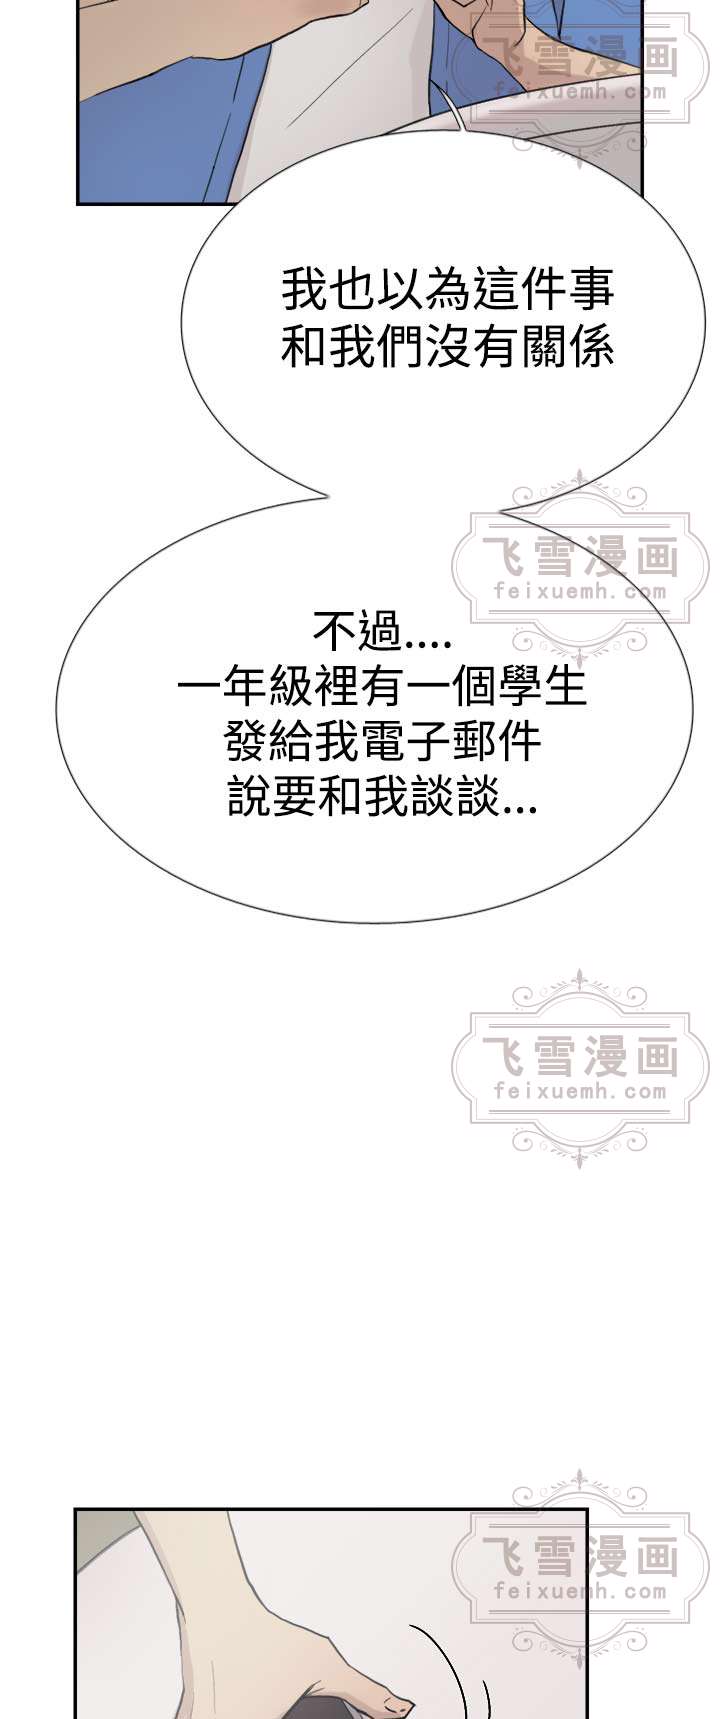 飞雪漫画
feixuemh.com
我也以為這件事
和我們沒有關係
飞雪漫画
feixuemh.com
不過....
一年級裡有一個學生
發給我電子郵件
說要和我談談...
飞雪漫画
feixuemh.com
飞雪漫画
feixuemh.com